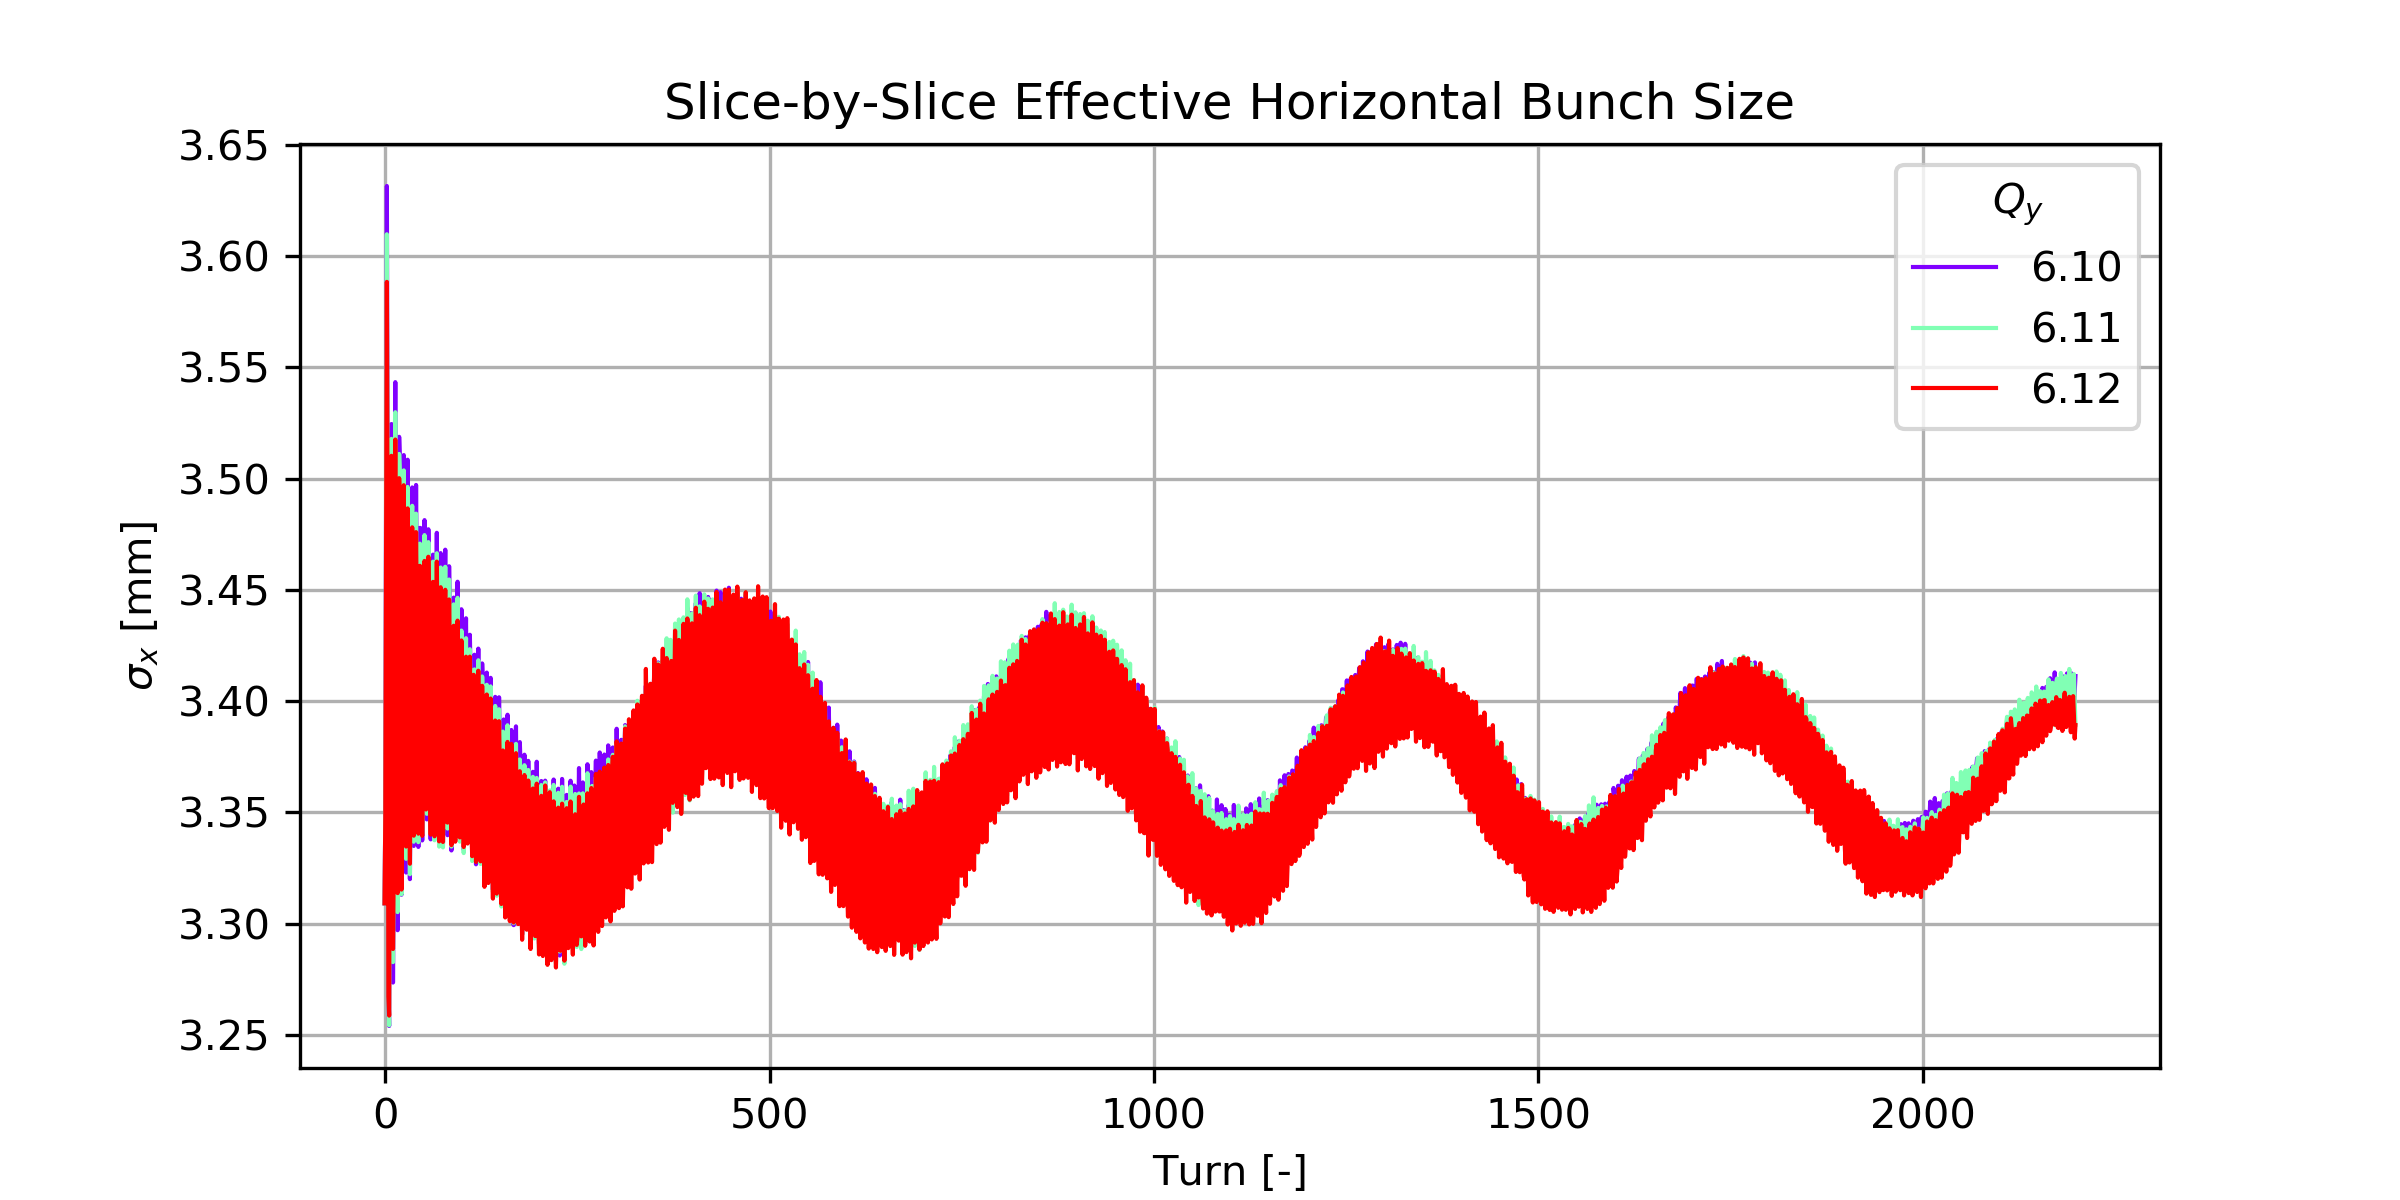 Slice-by-Slice Effective Horizontal Bunch Size
3.65
3.60
3.55
3.50
3.45
3.40
3.35
3.30
3.25
σx [mm]
Qy
6.10
6.11
6.12
0 500 1000 1500 2000
Turn [-]